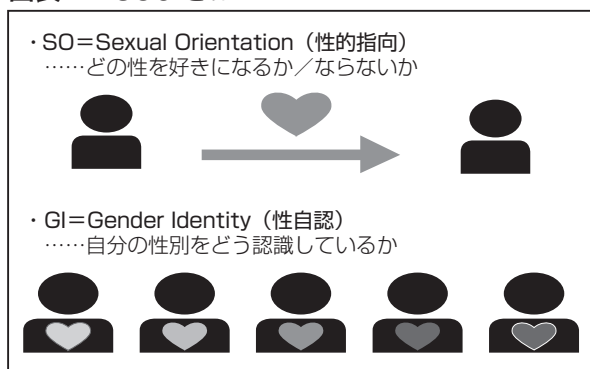 ・SO＝Sexual Orientation（性的指向）
……どの性を好きになるか／ならないか
・GI＝Gender Identity（性自認）
……自分の性別をどう認識しているか